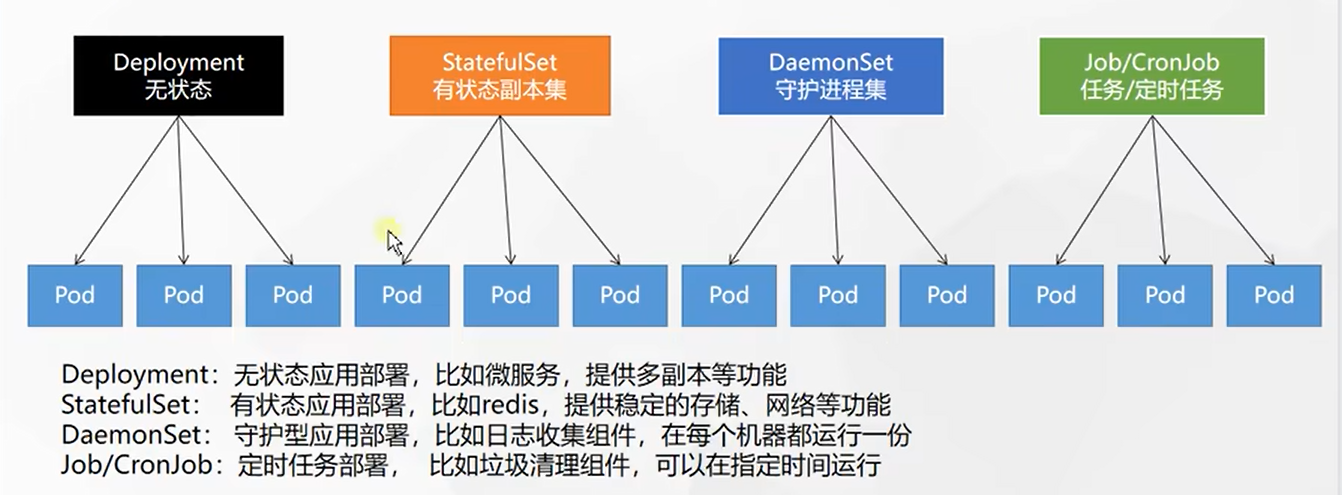 Deployment
无状态
StatefulSet
有状态副本集
DaemonSet
守护进程集
Job/CronJob
任务/定时任务
Pod
Pod
Pod
Pod
Pod
Pod
Pod
Pod
Pod
Pod
Pod
Pod
Deployment：无状态应用部署，比如微服务，提供多副本等功能
StatefulSet： 有状态应用部署，比如redis，提供稳定的存储、网络等功能
DaemonSet： 守护型应用部署，比如日志收集组件，在每个机器都运行一份
Job/CronJob：定时任务部署， 比如垃圾清理组件，可以在指定时间运行